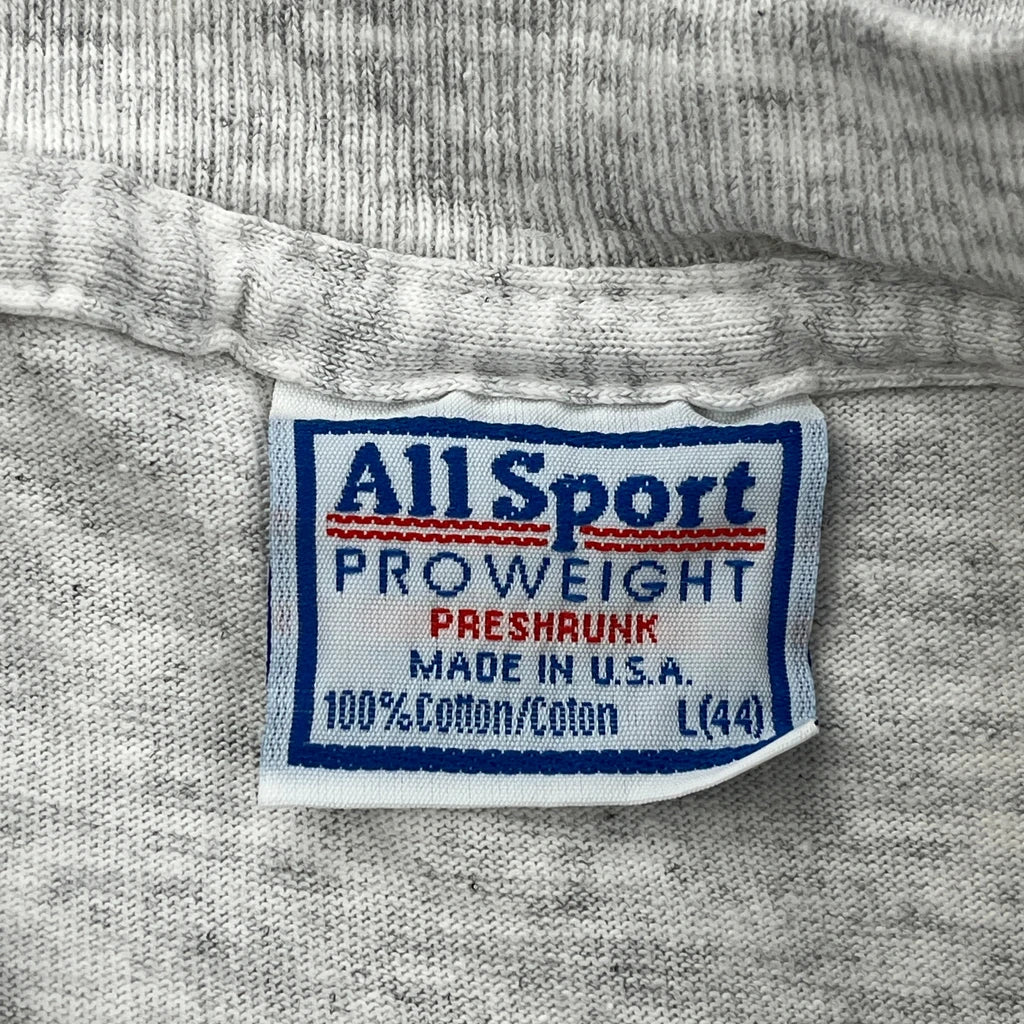 All Sport
PROWEIGHT
PRESHRUNK
MADE IN U.S.A.
100% Cotton/Coton L(44)